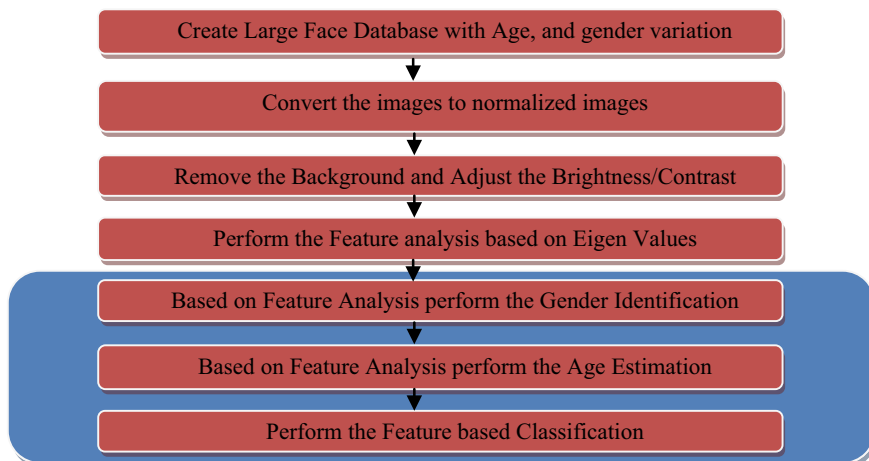 Create Large Face Database with Age, and gender variation
Convert the images to normalized images
Remove the Background and Adjust the Brightness/Contrast
Perform the Feature analysis based on Eigen Values
Based on Feature Analysis perform the Gender Identification
Based on Feature Analysis perform the Age Estimation
Perform the Feature based Classification